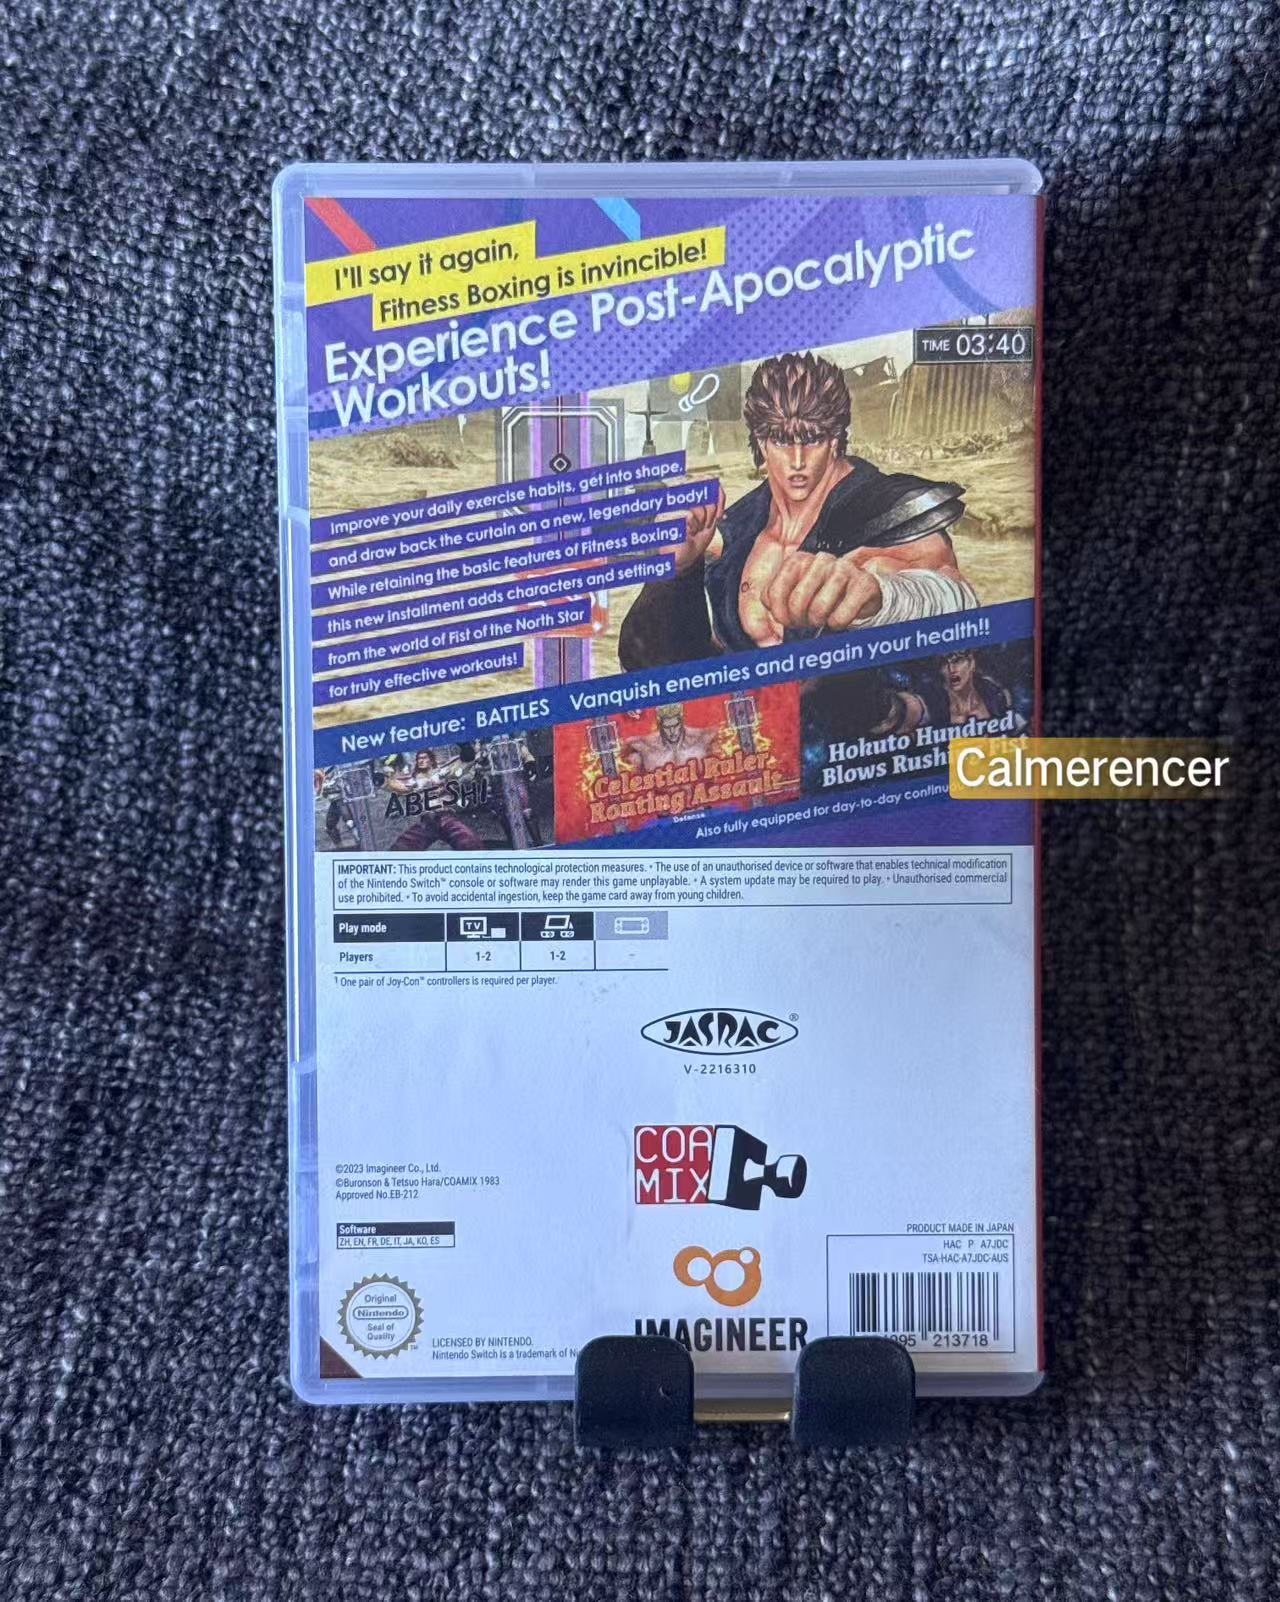 I'll say it again,
Fitness Boxing is invincible!
Experience Post-Apocalyptic
Workouts!
TIME 03:40
Improve your daily exercise habits, get into shape,
and draw back the curtain on a new, legendary body!
While retaining the basic features of Fitness Boxing,
this new installment adds characters and settings
from the world of Fist of the North Star
for truly effective workouts!
New feature: BATTLES Vanquish enemies and regain your health!!
ABESHI
Celestial Ruler
Routing Assault
Defense
Hokuto Hundred
Blows Rushing Fist
Calmerencer
Also fully equipped for day-to-day
IMPORTANT: This product contains technological protection measures. • The use of an unauthorised device or software that enables technical modification
of the Nintendo Switch™ console or software may render this game unplayable. • A system update may be required to play. • Unauthorised commercial
use prohibited. • To avoid accidental ingestion, keep the game card away from young children.
Play mode TV
Players 1-2 1-2 -
¹ One pair of Joy-Con™ controllers is required per player.
JASRAC®
V-2216310
COA
MIX
©2023 Imagineer Co., Ltd.
©Buronson & Tetsuo Hara/COAMIX 1983
Approved No.EB-212
Software
ZH, EN, FR, DE, IT, JA, KO, ES
PRODUCT MADE IN JAPAN
HAC P A7JDC
TSA-HAC-A7JDC-AUS
Original
Nintendo
Seal of
Quality
™
LICENSED BY NINTENDO.
Nintendo Switch is a trademark of
IMAGINEER
95 213718